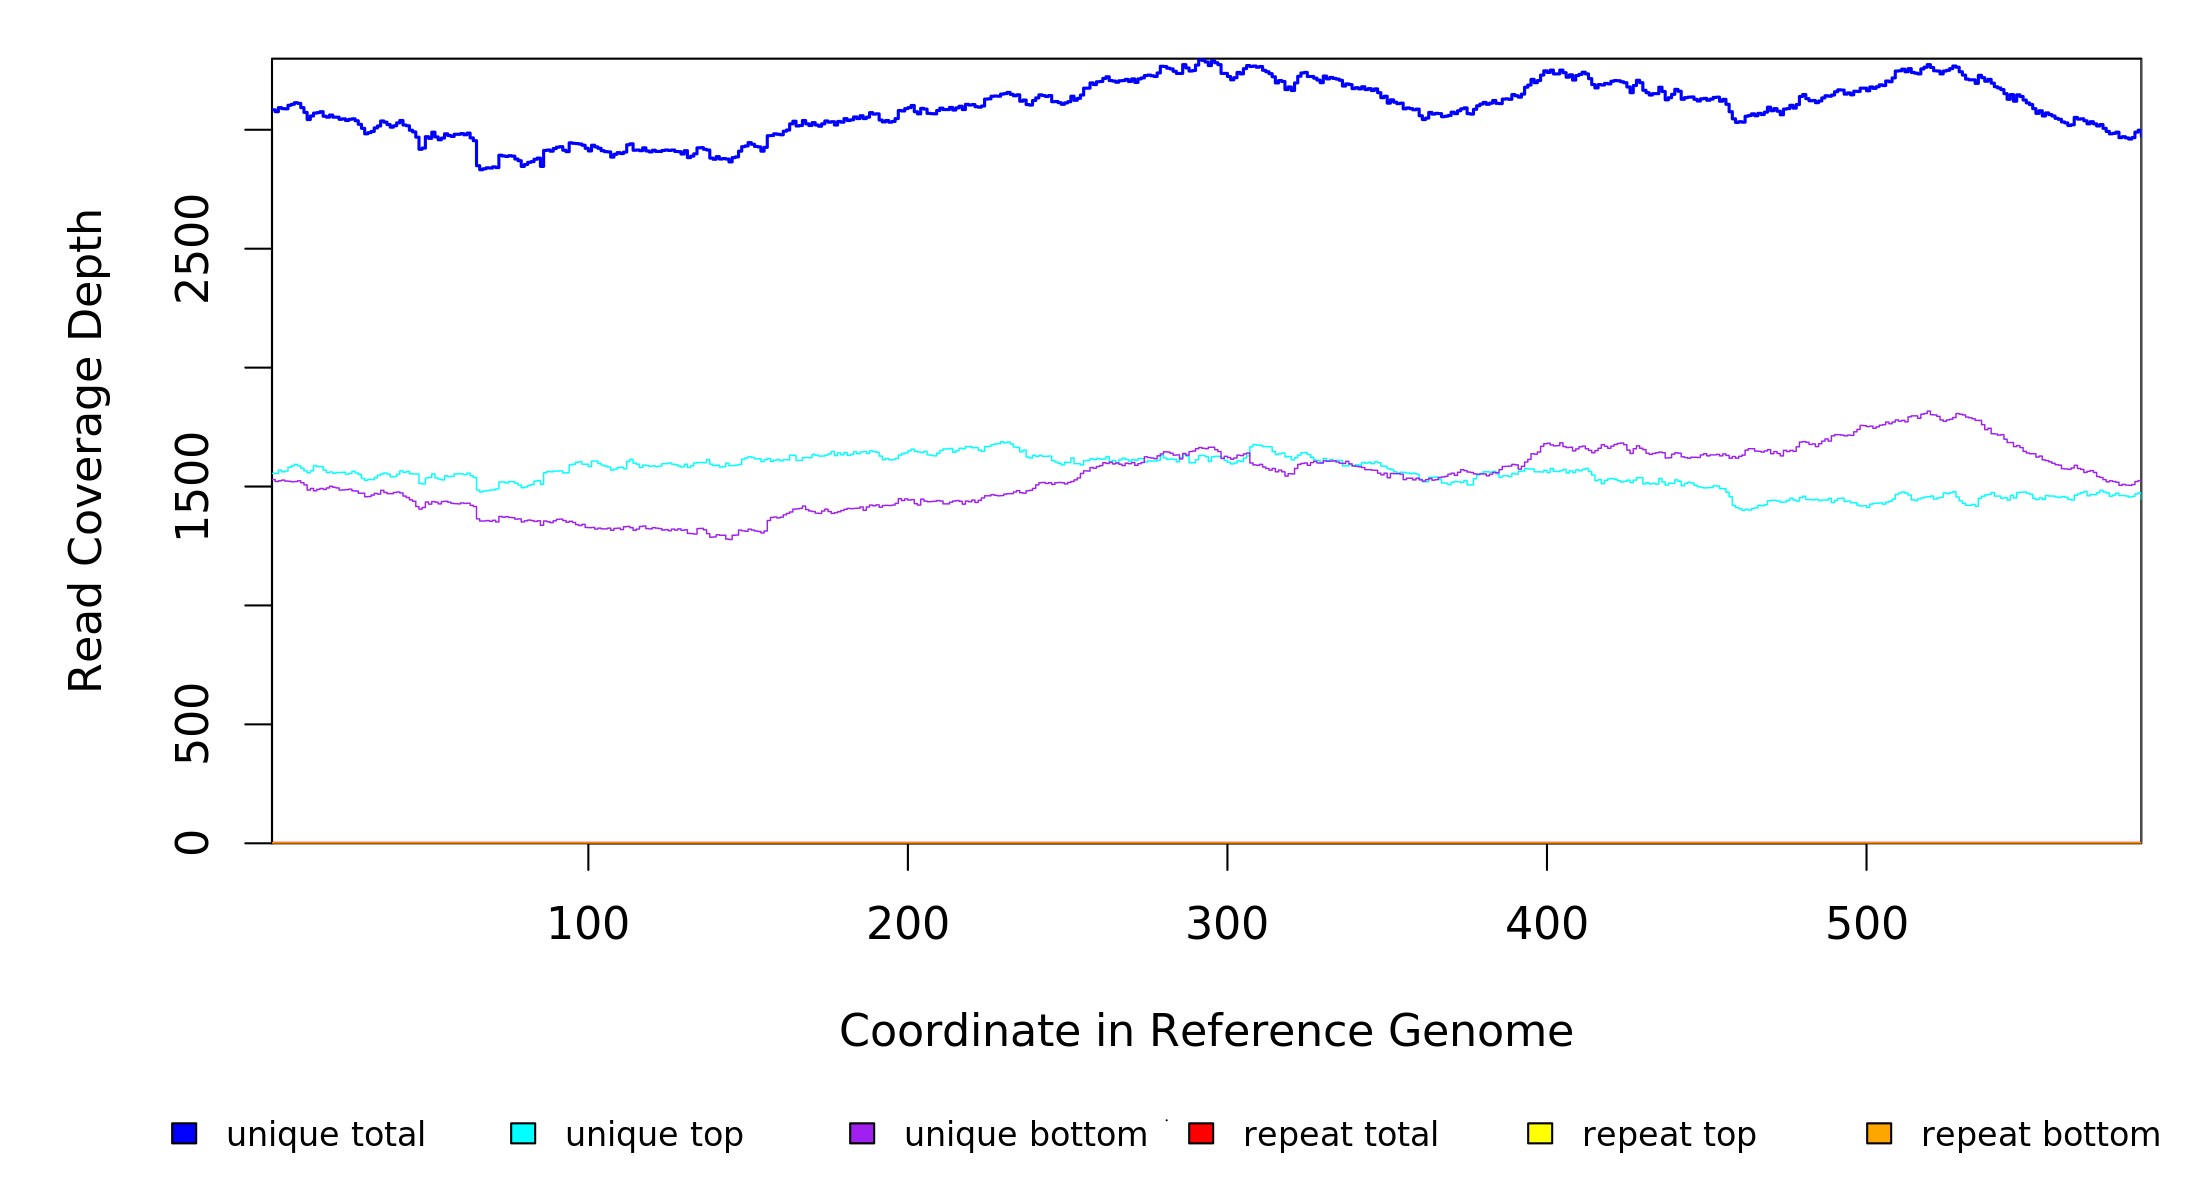 Read Coverage Depth
2500
1500
500
0
100 200 300 400 500
Coordinate in Reference Genome
unique total unique top unique bottom repeat total repeat top repeat bottom